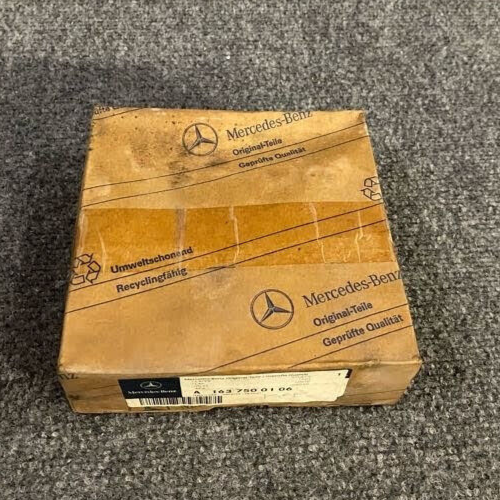 Mercedes-Benz
Original-Teile
Geprüfte Qualität
Umweltschonend
Recyclingfähig
Mercedes-Benz
Original-Teile
Geprüfte Qualität
Mercedes-Benz
A 163 750 01 06